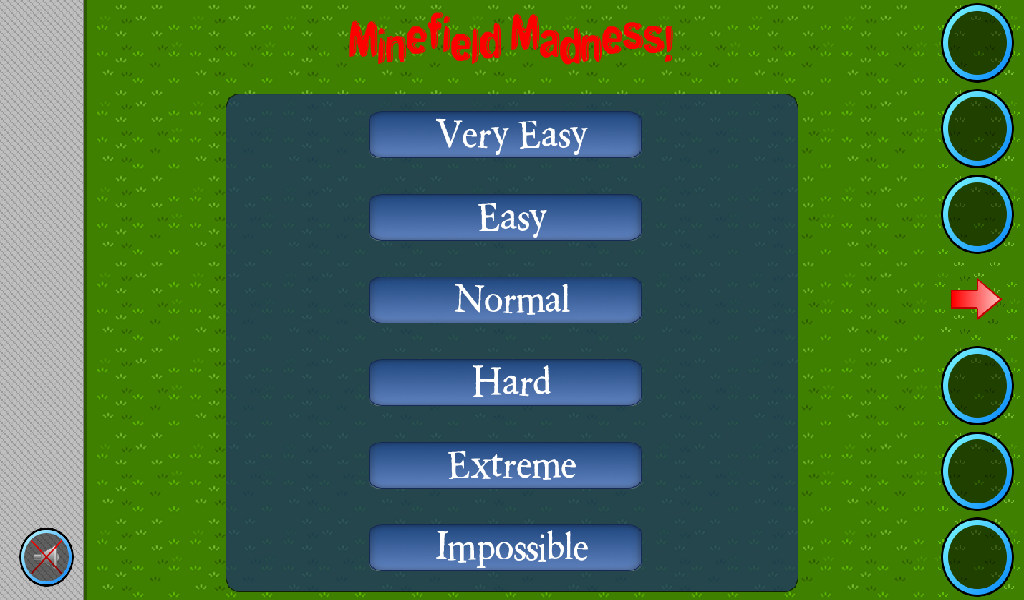 Minefield Madness!
Very Easy
Easy
Normal
Hard
Extreme
Impossible